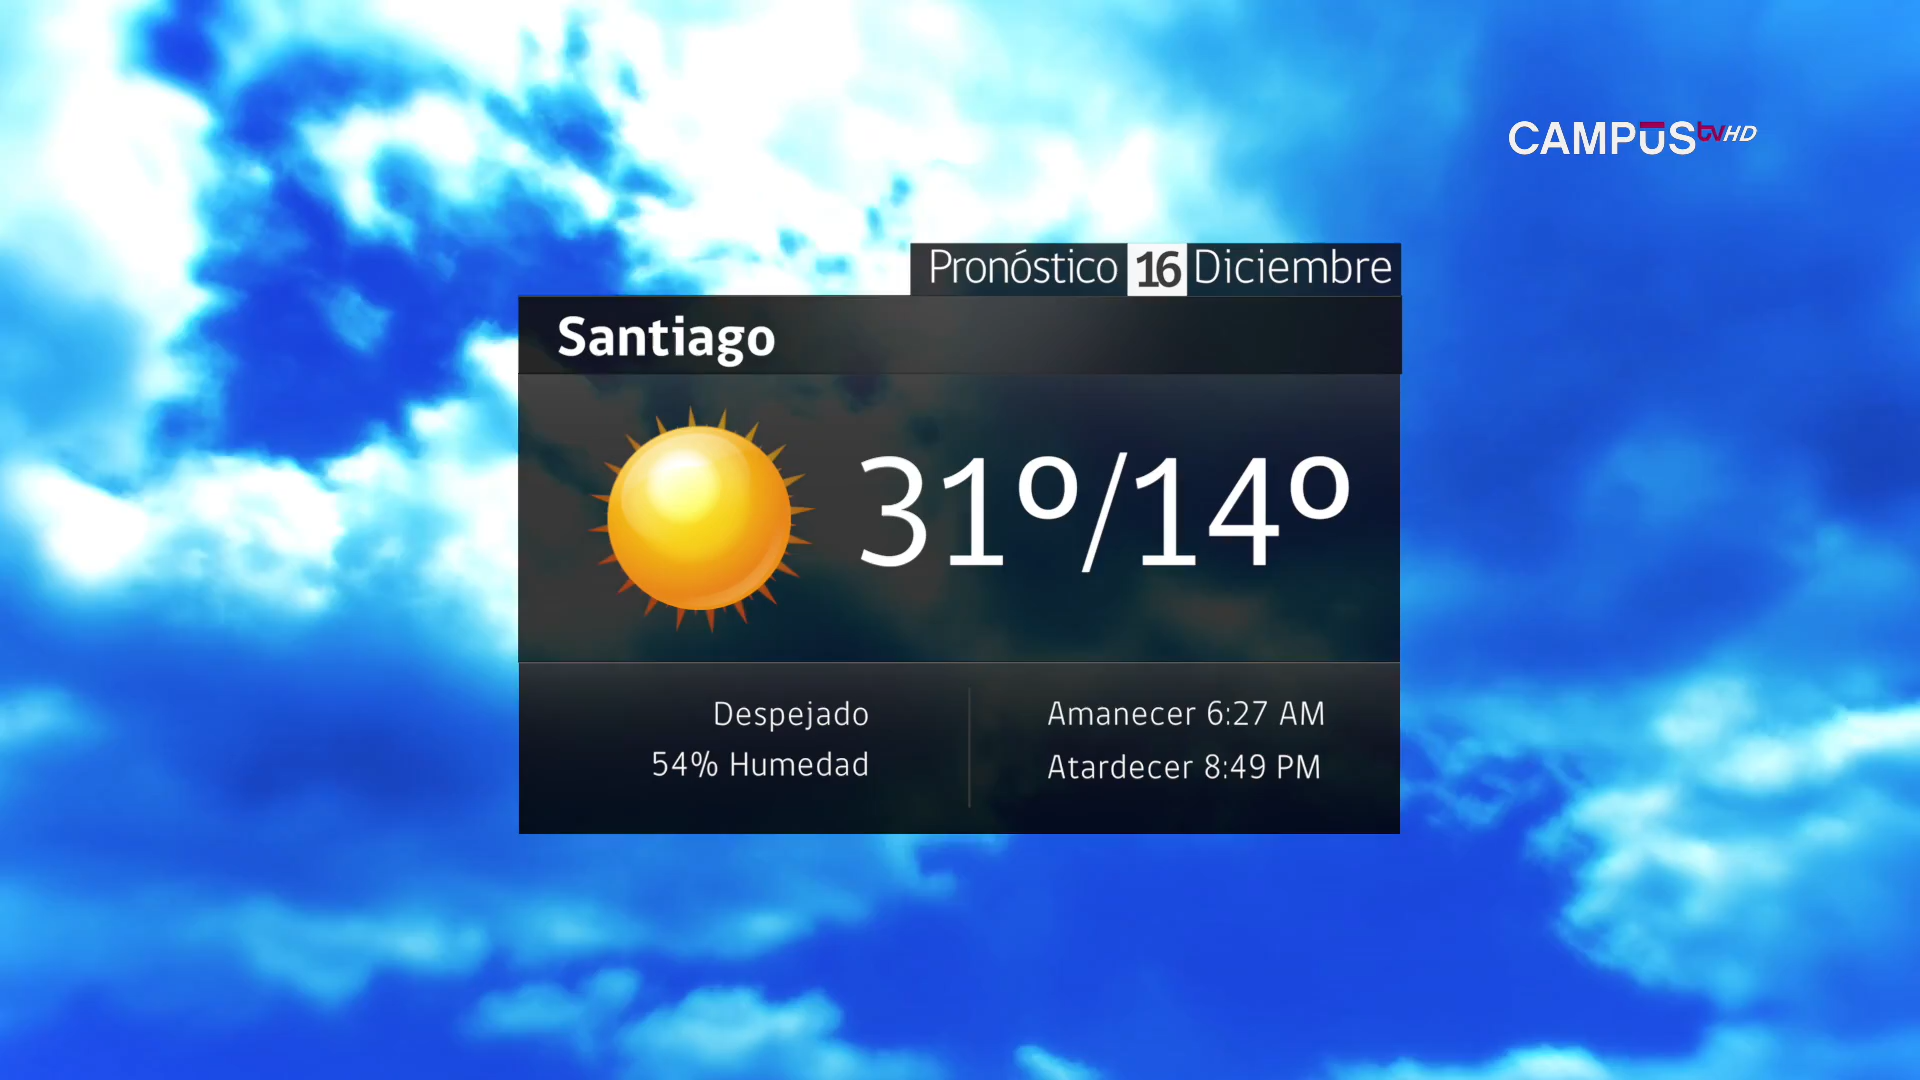 CAMPUS tv HD
Pronóstico 16 Diciembre
Santiago
31º/14º
Despejado
54% Humedad
Amanecer 6:27 AM
Atardecer 8:49 PM